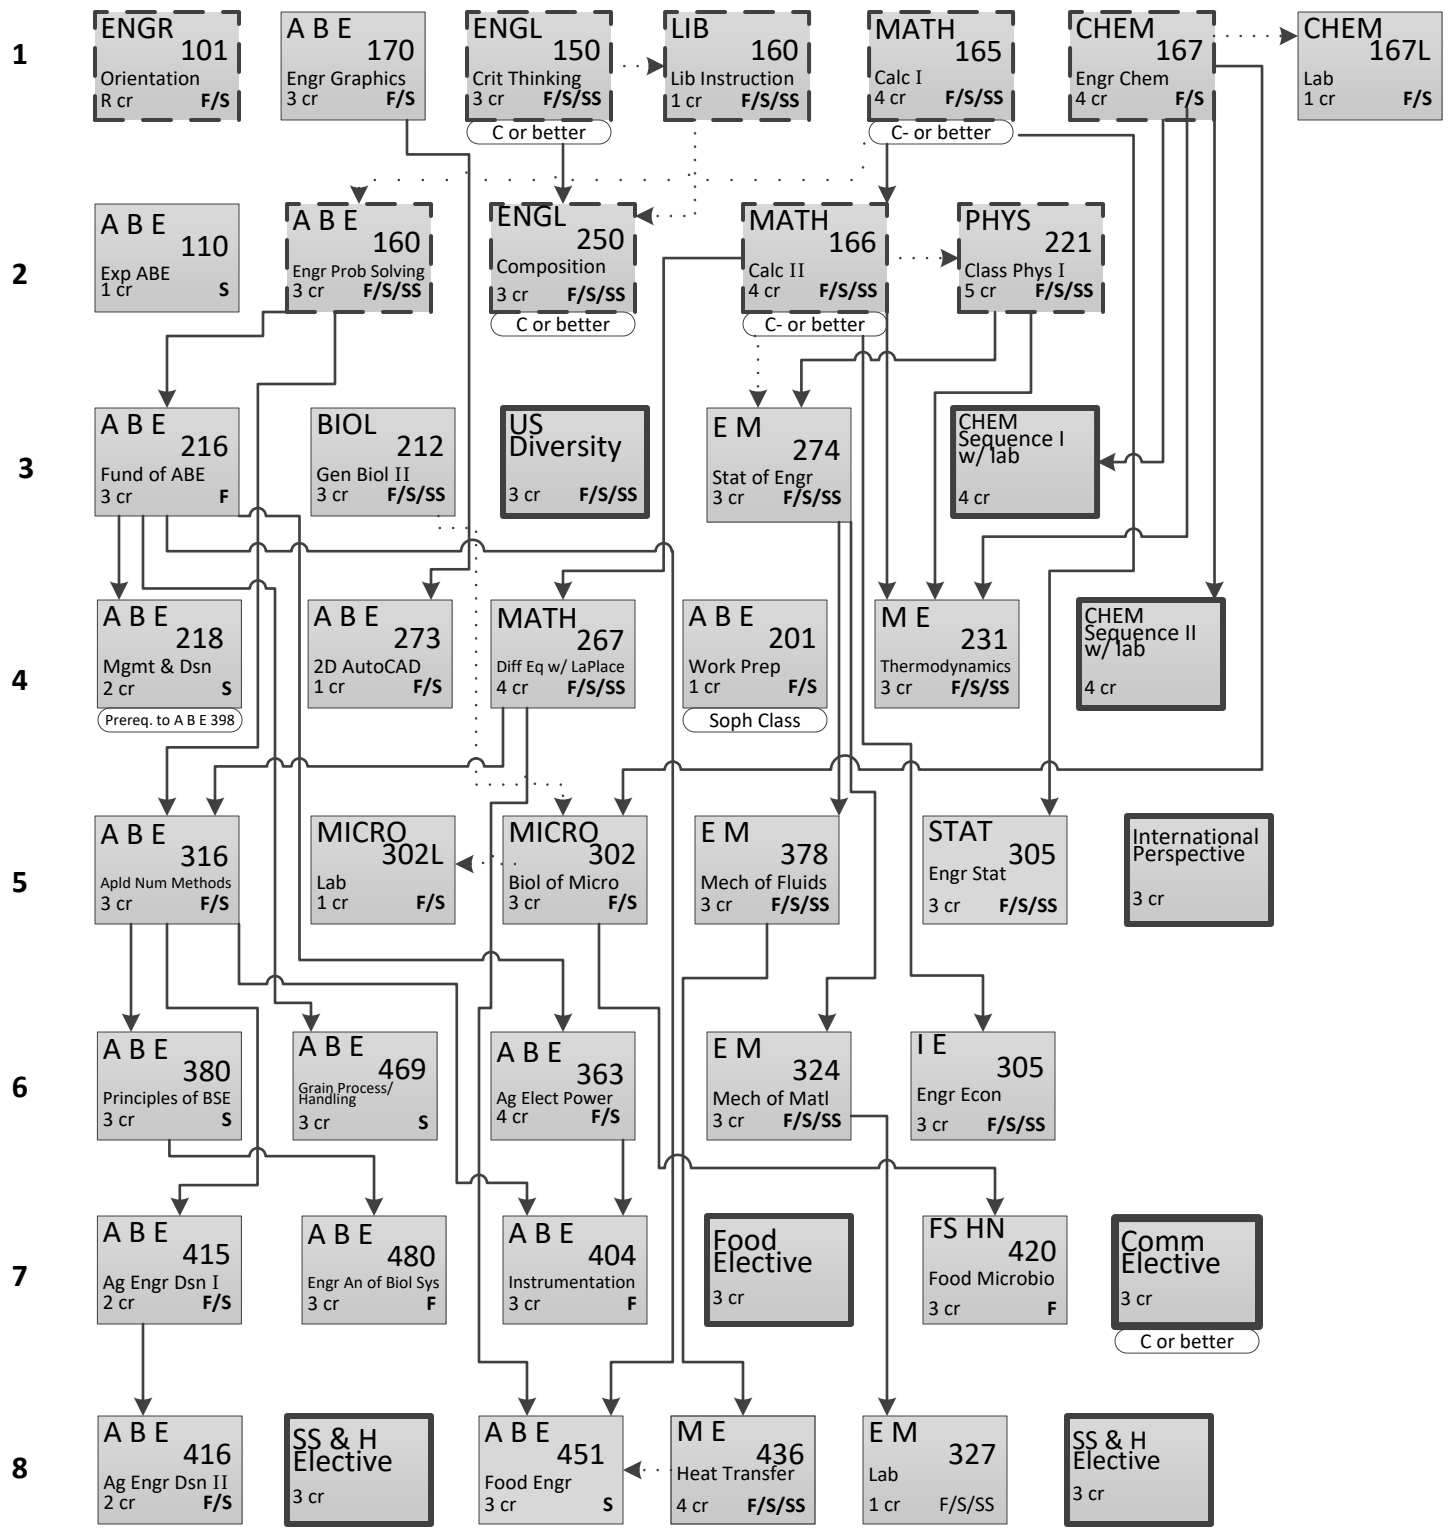 1
ENGR
101
Orientation
R cr F/S
A B E
170
Engr Graphics
3 cr F/S
ENGL
150
Crit Thinking
3 cr F/S/SS
C or better
LIB
160
Lib Instruction
1 cr F/S/SS
MATH
165
Calc I
4 cr F/S/SS
C- or better
CHEM
167
Engr Chem
4 cr F/S
CHEM
167L
Lab
1 cr F/S
2
A B E
110
Exp ABE
1 cr S
A B E
160
Engr Prob Solving
3 cr F/S/SS
ENGL
250
Composition
3 cr F/S/SS
C or better
MATH
166
Calc II
4 cr F/S/SS
C- or better
PHYS
221
Class Phys I
5 cr F/S/SS
3
A B E
216
Fund of ABE
3 cr F
BIOL
212
Gen Biol II
3 cr F/S/SS
US
Diversity
3 cr F/S/SS
E M
274
Stat of Engr
3 cr F/S/SS
CHEM
Sequence I
w/ lab
4 cr
4
A B E
218
Mgmt & Dsn
2 cr S
Prereq. to A B E 398
A B E
273
2D AutoCAD
1 cr F/S
MATH
267
Diff Eq w/ LaPlace
4 cr F/S/SS
A B E
201
Work Prep
1 cr F/S
Soph Class
M E
231
Thermodynamics
3 cr F/S/SS
CHEM
Sequence II
w/ lab
4 cr
5
A B E
316
Apld Num Methods
3 cr F/S
MICRO
302L
Lab
1 cr F/S
MICRO
302
Biol of Micro
3 cr F/S
E M
378
Mech of Fluids
3 cr F/S/SS
STAT
305
Engr Stat
3 cr F/S/SS
International
Perspective
3 cr
6
A B E
380
Principles of BSE
3 cr S
A B E
469
Grain Process/
Handling
3 cr S
A B E
363
Ag Elect Power
4 cr F/S
E M
324
Mech of Matl
3 cr F/S/SS
I E
305
Engr Econ
3 cr F/S/SS
7
A B E
415
Ag Engr Dsn I
2 cr F/S
A B E
480
Engr An of Biol Sys
3 cr F
A B E
404
Instrumentation
3 cr F
Food
Elective
3 cr
FS HN
420
Food Microbio
3 cr F
Comm
Elective
3 cr
C or better
8
A B E
416
Ag Engr Dsn II
2 cr F/S
SS & H
Elective
3 cr
A B E
451
Food Engr
3 cr S
M E
436
Heat Transfer
4 cr F/S/SS
E M
327
Lab
1 cr F/S/SS
SS & H
Elective
3 cr